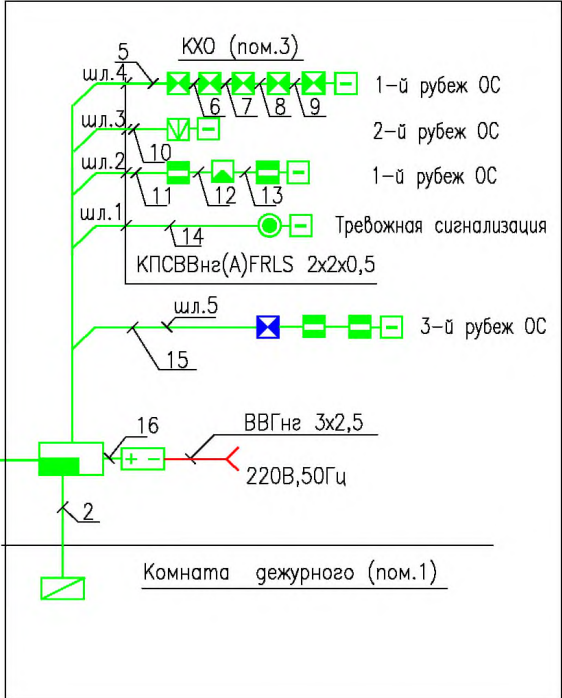 КХО (пом.3)
5
шл.4
6 7 8 9
1-й рубеж ОС
шл.3
10
2-й рубеж ОС
шл.2
11 12 13
1-й рубеж ОС
шл.1
14
Тревожная сигнализация
КПСВВнг(А)FRLS 2х2х0,5
шл.5
15
3-й рубеж ОС
16
ВВГнг 3х2,5
+ -
220В,50Гц
2
Комната дежурного (пом.1)